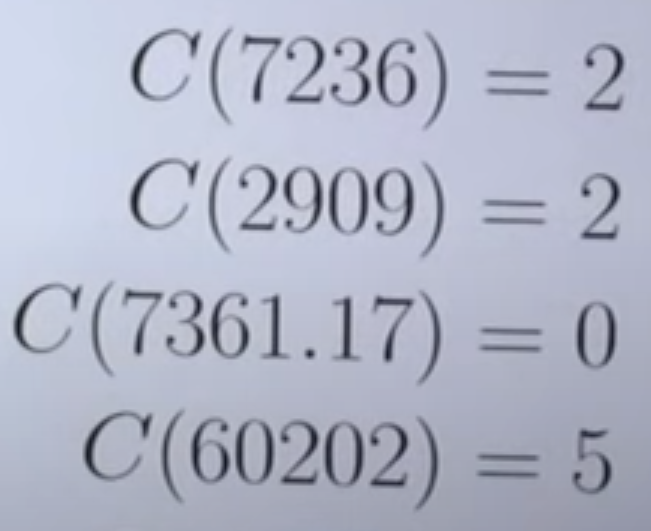 C(7236) = 2
C(2909) = 2
C(7361.17) = 0
C(60202) = 5